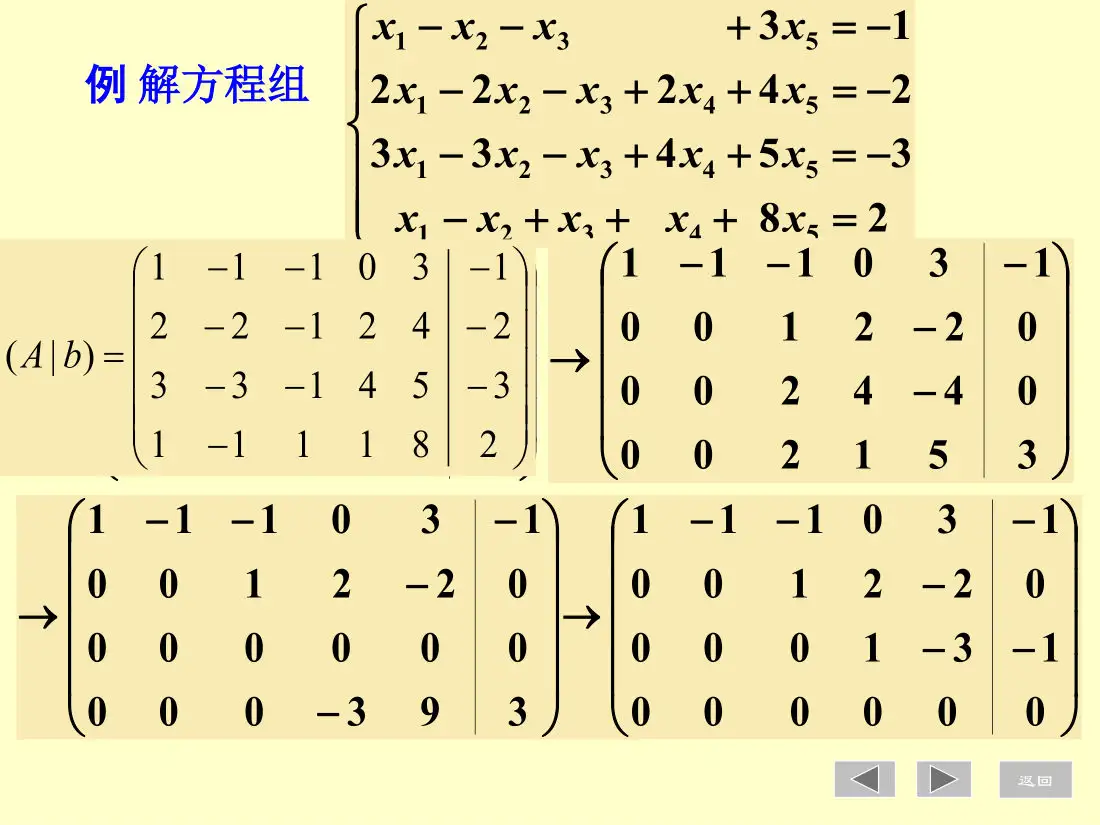 例 解方程组
x₁ − x₂ − x₃ + 3x₅ = −1
2x₁ − 2x₂ − x₃ + 2x₄ + 4x₅ = −2
3x₁ − 3x₂ − x₃ + 4x₄ + 5x₅ = −3
x₁ − x₂ + x₃ + x₄ + 8x₅ = 2
(A | b) =
1 −1 −1 0 3 | −1
2 −2 −1 2 4 | −2
3 −3 −1 4 5 | −3
1 −1 1 1 8 | 2
→
1 −1 −1 0 3 | −1
0 0 1 2 −2 | 0
0 0 2 4 −4 | 0
0 0 2 1 5 | 3
→
1 −1 −1 0 3 | −1
0 0 1 2 −2 | 0
0 0 0 0 0 | 0
0 0 0 −3 9 | 3
→
1 −1 −1 0 3 | −1
0 0 1 2 −2 | 0
0 0 0 1 −3 | −1
0 0 0 0 0 | 0
返回